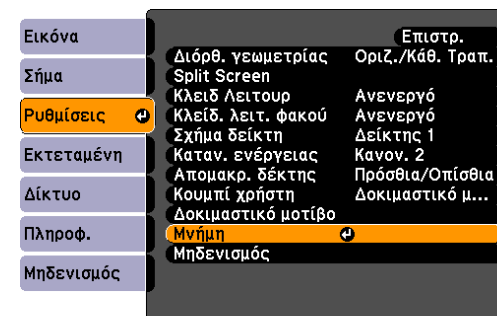 Εικόνα
Σήμα
Ρυθμίσεις
Εκτεταμένη
Δίκτυο
Πληροφ.
Μηδενισμός
Επιστρ.
Διόρθ. γεωμετρίας Οριζ./Κάθ. Τραπ.
Split Screen
Κλειδ Λειτουρ Ανενεργό
Κλείδ. λειτ. φακού Ανενεργό
Σχήμα δείκτη Δείκτης 1
Καταν. ενέργειας Κανον. 2
Απομακρ. δέκτης Πρόσθια/Οπίσθια
Κουμπί χρήστη Δοκιμαστικό μ...
Δοκιμαστικό μοτίβο
Μνήμη
Μηδενισμός